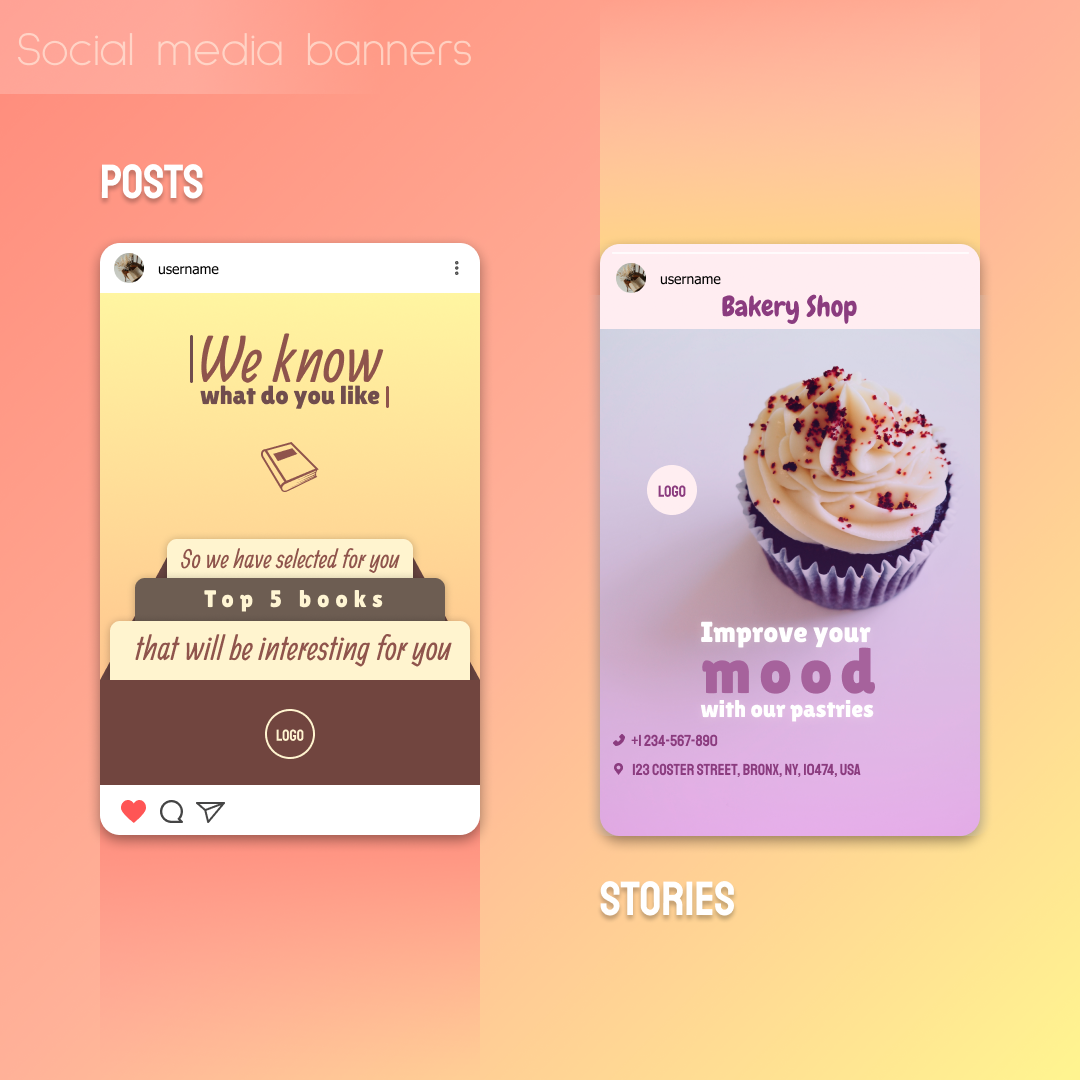 Social media banners
POSTS
username
We know
what do you like
So we have selected for you
Top 5 books
that will be interesting for you
LOGO
username
Bakery Shop
LOGO
Improve your
mood
with our pastries
+1 234-567-890
123 COSTER STREET, BRONX, NY, 10474, USA
STORIES